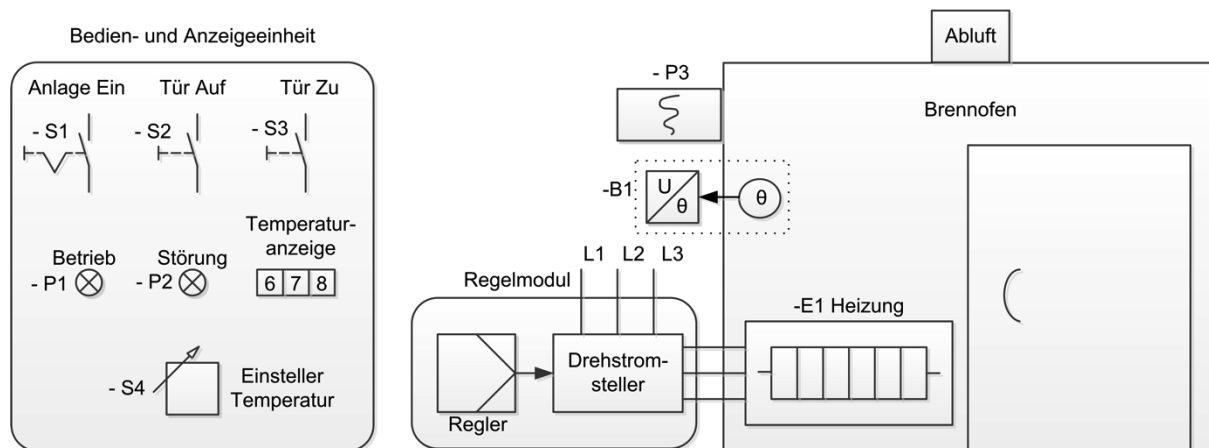 Bedien- und Anzeigeeinheit
Anlage Ein
Tür Auf
Tür Zu
- S1
- S2
- S3
Betrieb
Störung
Temperatur-
anzeige
- P1
- P2
6 7 8
- S4
Einsteller
Temperatur
Abluft
- P3
Brennofen
-B1
U
θ
θ
L1 L2 L3
Regelmodul
Regler
Drehstrom-
steller
-E1 Heizung